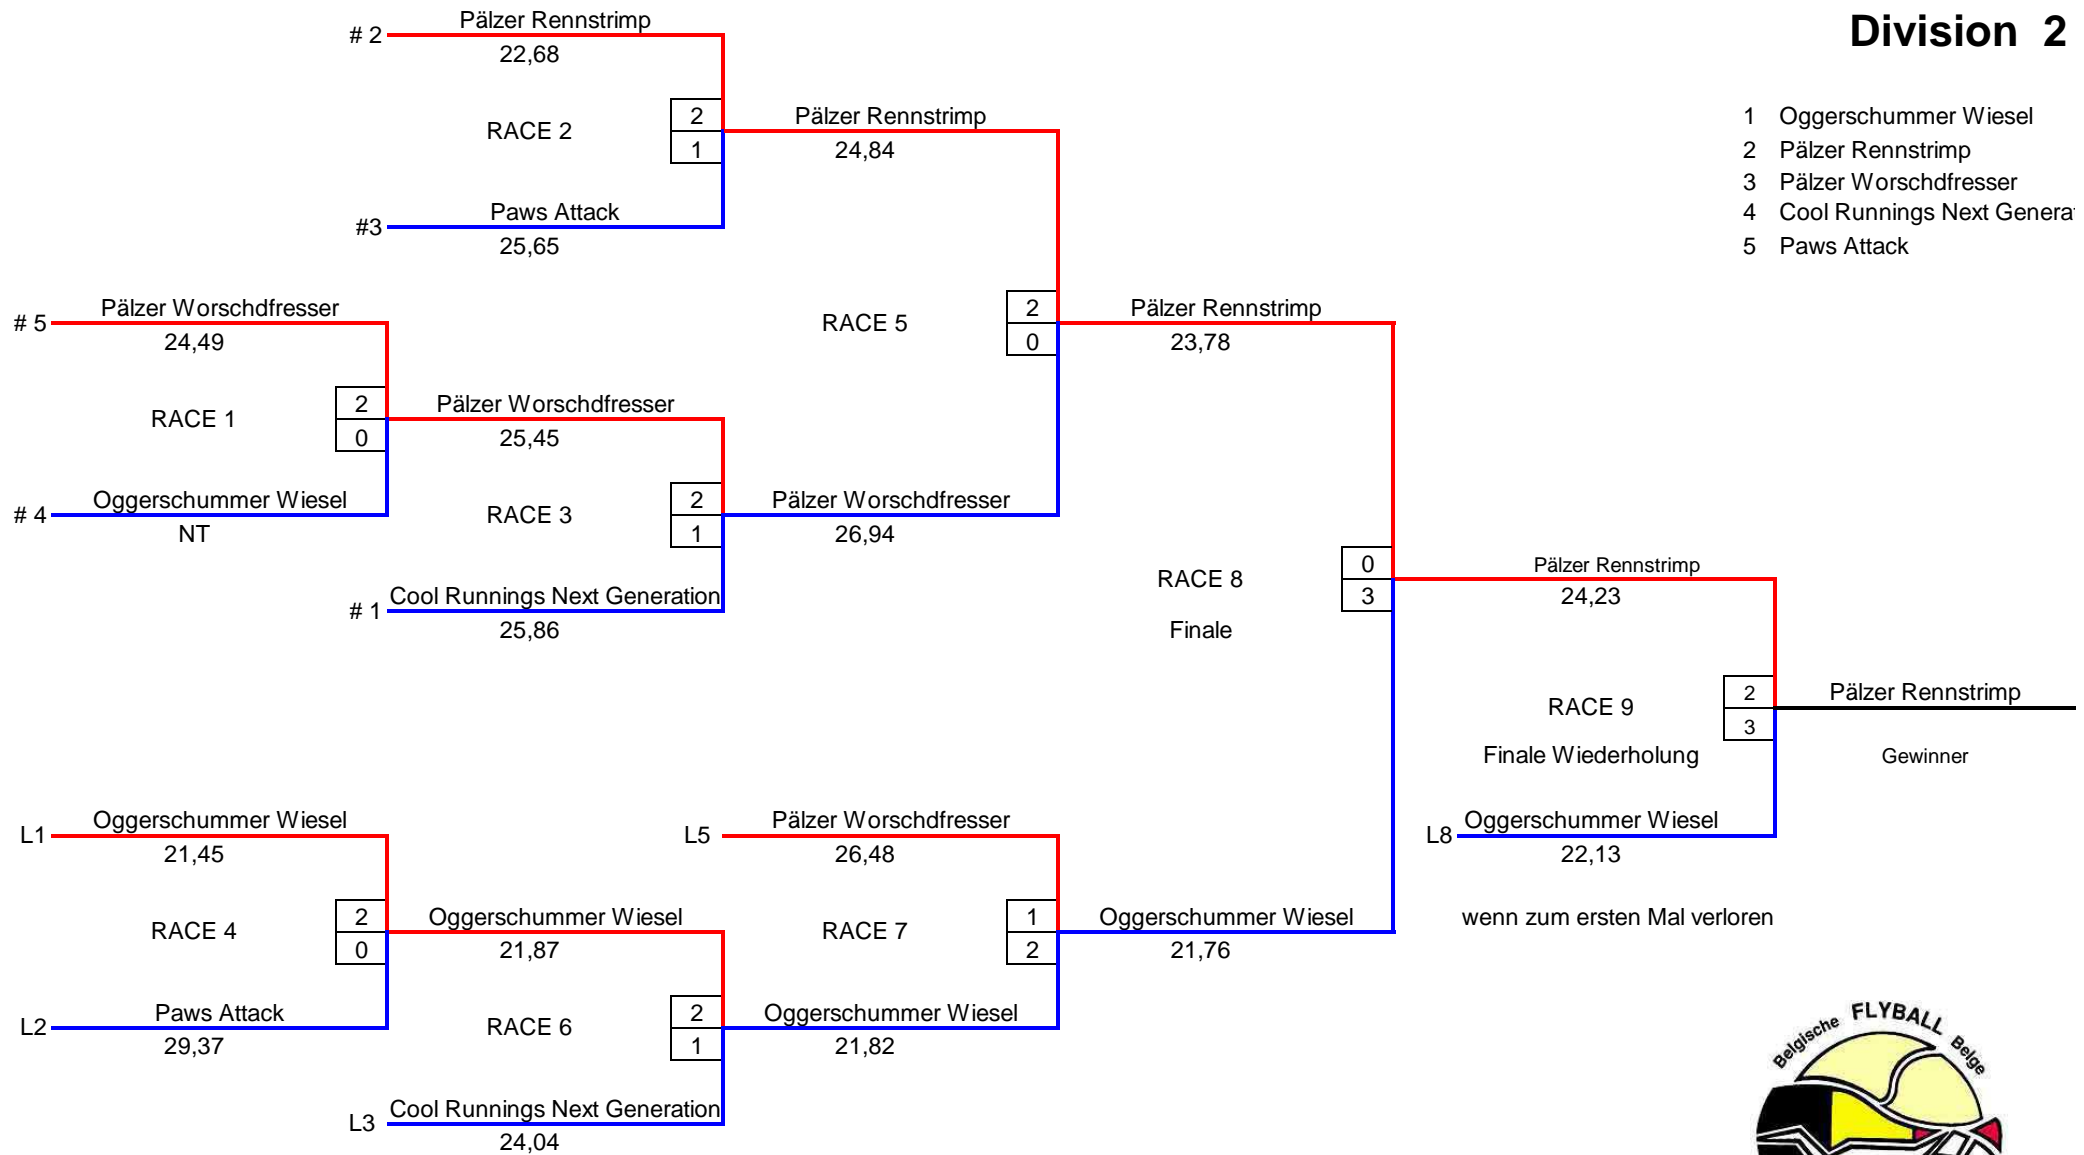 Division 2
1 Oggerschummer Wiesel
2 Pälzer Rennstrimp
3 Pälzer Worschdfresser
4 Cool Runnings Next Genera
5 Paws Attack
# 2 Pälzer Rennstrimp
22,68
RACE 2
2
1
#3 Paws Attack
25,65
Pälzer Rennstrimp
24,84
# 5 Pälzer Worschdfresser
24,49
RACE 1
2
0
# 4 Oggerschummer Wiesel
NT
Pälzer Worschdfresser
25,45
RACE 3
2
1
# 1 Cool Runnings Next Generation
25,86
RACE 5
2
0
Pälzer Worschdfresser
26,94
Pälzer Rennstrimp
23,78
RACE 8
0
3
Finale
Pälzer Rennstrimp
24,23
RACE 9
2
3
Finale Wiederholung
Pälzer Rennstrimp
Gewinner
L8 Oggerschummer Wiesel
22,13
wenn zum ersten Mal verloren
L1 Oggerschummer Wiesel
21,45
RACE 4
2
0
L2 Paws Attack
29,37
Oggerschummer Wiesel
21,87
RACE 6
2
1
L3 Cool Runnings Next Generation
24,04
L5 Pälzer Worschdfresser
26,48
RACE 7
1
2
Oggerschummer Wiesel
21,82
Oggerschummer Wiesel
21,76
Belgische FLYBALL Belge